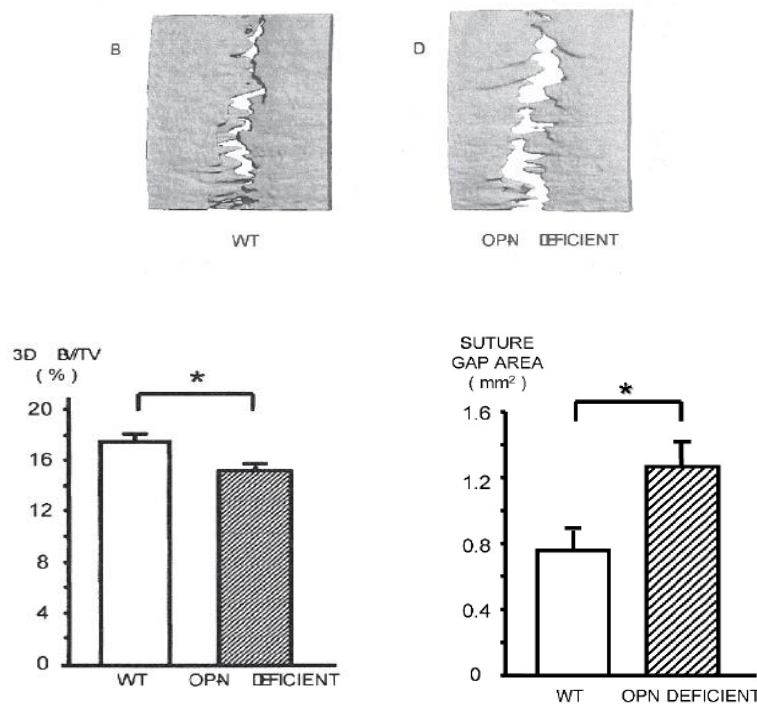 B
D
WT
OPN DEFICIENT
3D BV/TV
( % )
*
20
16
12
8
4
0
WT
OPN DEFICIENT
SUTURE
GAP AREA
( mm² )
*
1.6
1.2
0.8
0.4
0
WT
OPN DEFICIENT